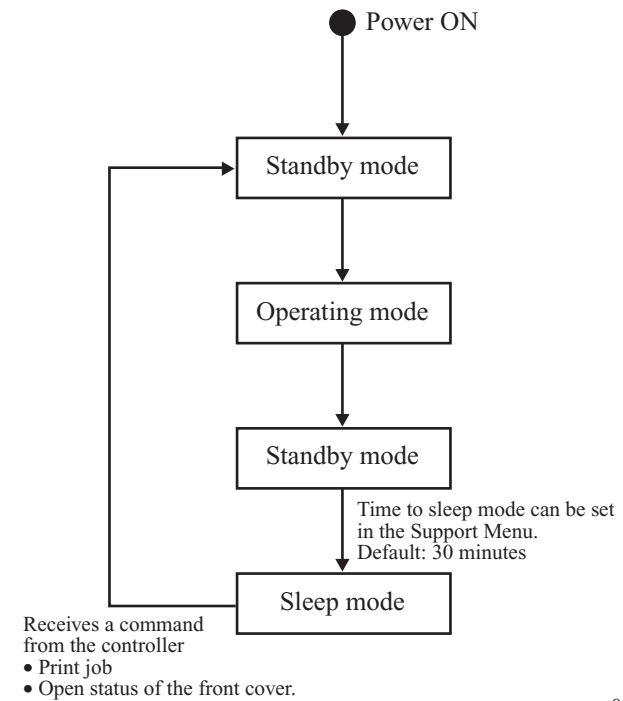 Power ON
Standby mode
Operating mode
Standby mode
Time to sleep mode can be set
in the Support Menu.
Default: 30 minutes
Sleep mode
Receives a command
from the controller
• Print job
• Open status of the front cover.